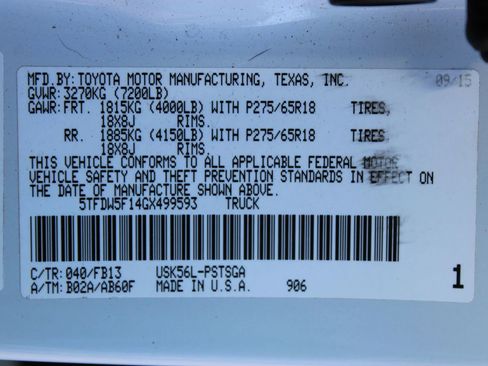 MFD.BY:TOYOTA MOTOR MANUFACTURING, TEXAS, INC. 09/15
GVWR:3270KG (7200LB)
GAWR:FRT. 1815KG (4000LB) WITH P275/65R18 TIRES,
18X8J RIMS.
RR. 1885KG (4150LB) WITH P275/65R18 TIRES,
18X8J RIMS.
THIS VEHICLE CONFORMS TO ALL APPLICABLE FEDERAL MOTOR
VEHICLE SAFETY AND THEFT PREVENTION STANDARDS IN EFFECT ON
THE DATE OF MANUFACTURE SHOWN ABOVE.
5TFDW5F14GX499593 TRUCK
C/TR:040/FB13 USK56L-PSTSGA
A/TM:B02A/AB60F MADE IN U.S.A. 906 1